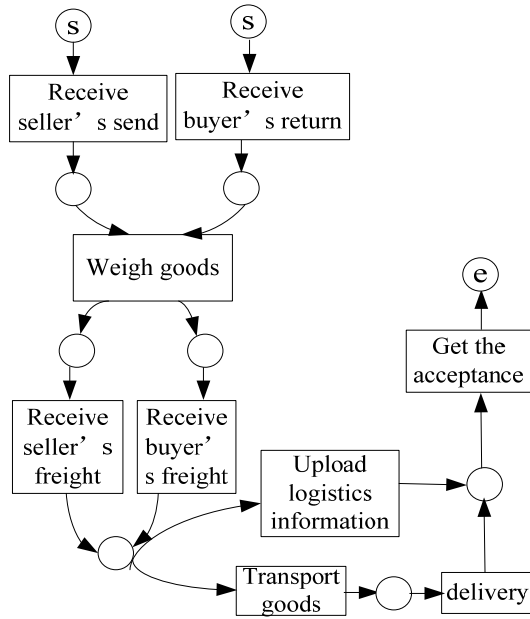 s
s
Receive
seller’ s send
Receive
buyer’ s return
Weigh goods
e
Get the
acceptance
Receive
seller’ s
freight
Receive
buyer’
s freight
Upload
logistics
information
Transport
goods
delivery